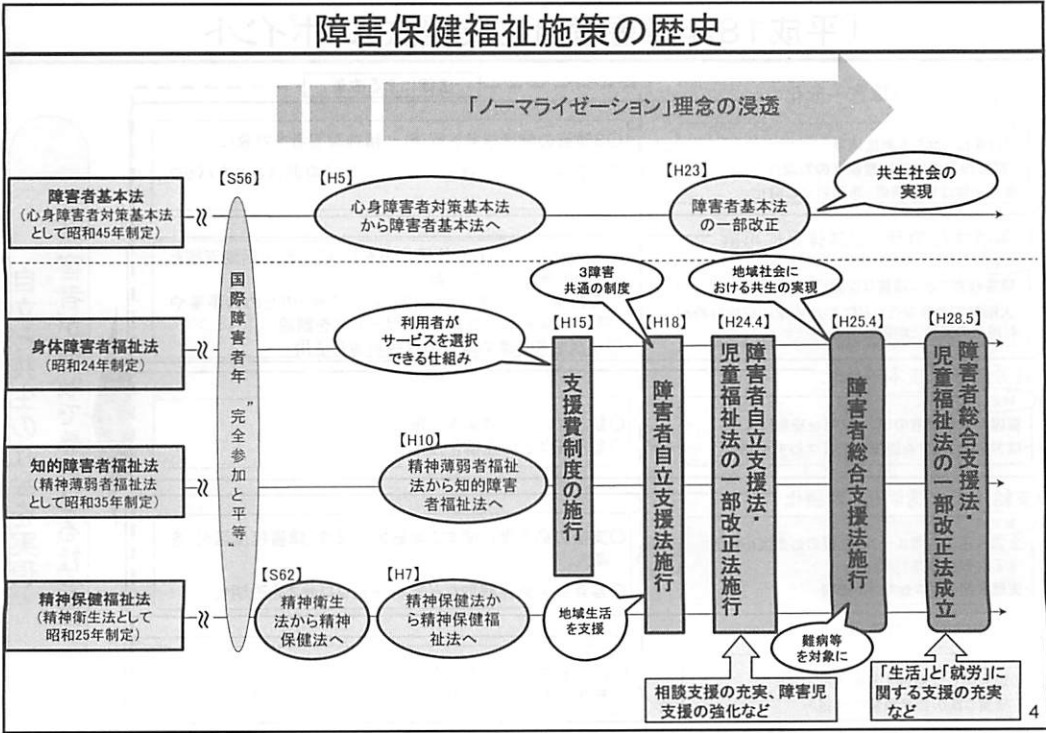 障害保健福祉施策の歴史
「ノーマライゼーション」理念の浸透
障害者基本法
(心身障害者対策基本法
として昭和45年制定)
【S56】
【H5】
心身障害者対策基本法
から障害者基本法へ
【H23】
障害者基本法
の一部改正
共生社会の
実現
国際障害者年 “完全参加と平等”
身体障害者福祉法
(昭和24年制定)
利用者が
サービスを選択
できる仕組み
3障害
共通の制度
地域社会に
おける共生の実現
【H15】
支援費制度の施行
【H18】
障害者自立支援法施行
【H24.4】
障害者自立支援法・
児童福祉法の一部改正法施行
【H25.4】
障害者総合支援法施行
【H28.5】
障害者総合支援法・
児童福祉法の一部改正法成立
知的障害者福祉法
(精神薄弱者福祉法
として昭和35年制定)
【H10】
精神薄弱者福祉
法から知的障害
者福祉法へ
精神保健福祉法
(精神衛生法として
昭和25年制定)
【S62】
精神衛生
法から精神
保健法へ
【H7】
精神保健法か
ら精神保健福
祉法へ
地域生活
を支援
難病等
を対象に
相談支援の充実、障害児
支援の強化など
「生活」と「就労」に
関する支援の充実
など
4